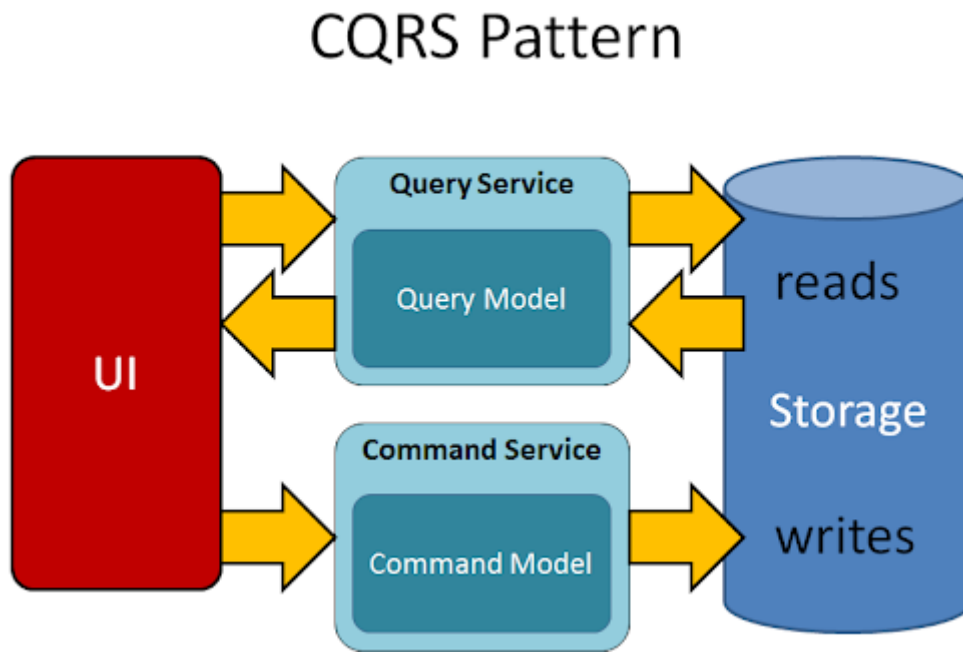 CQRS Pattern
UI
Query Service
Query Model
Command Service
Command Model
reads
Storage
writes